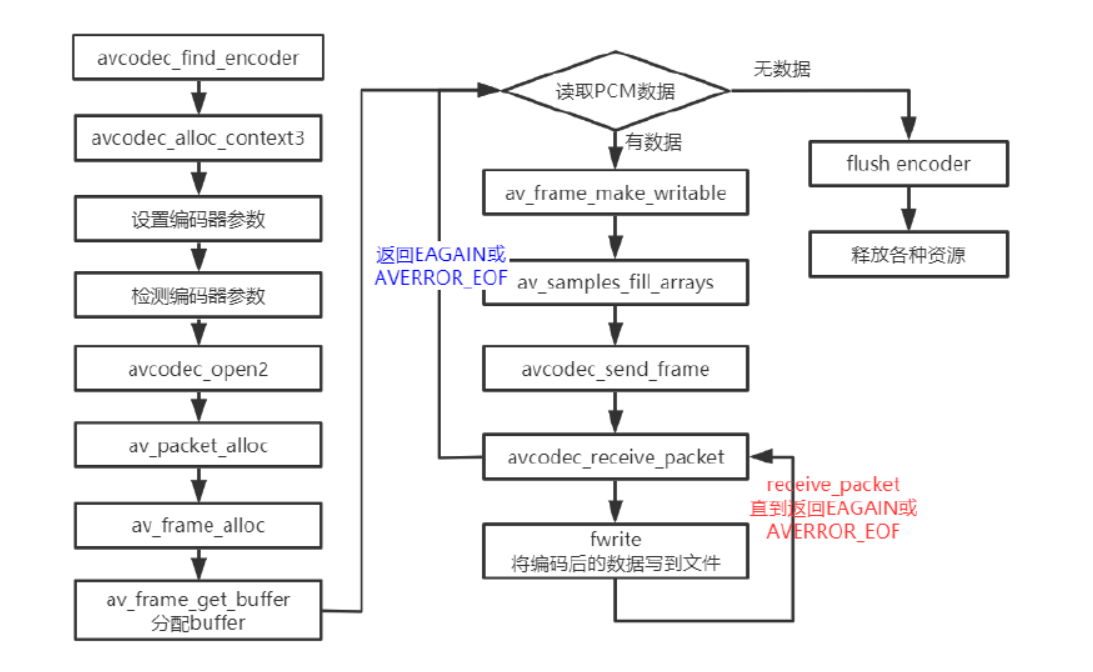 avcodec_find_encoder
avcodec_alloc_context3
设置编码器参数
检测编码器参数
avcodec_open2
av_packet_alloc
av_frame_alloc
av_frame_get_buffer
分配buffer
读取PCM数据
无数据
有数据
av_frame_make_writable
返回EAGAIN或
AVERROR_EOF
av_samples_fill_arrays
avcodec_send_frame
avcodec_receive_packet
receive_packet
直到返回EAGAIN或
AVERROR_EOF
fwrite
将编码后的数据写到文件
flush encoder
释放各种资源